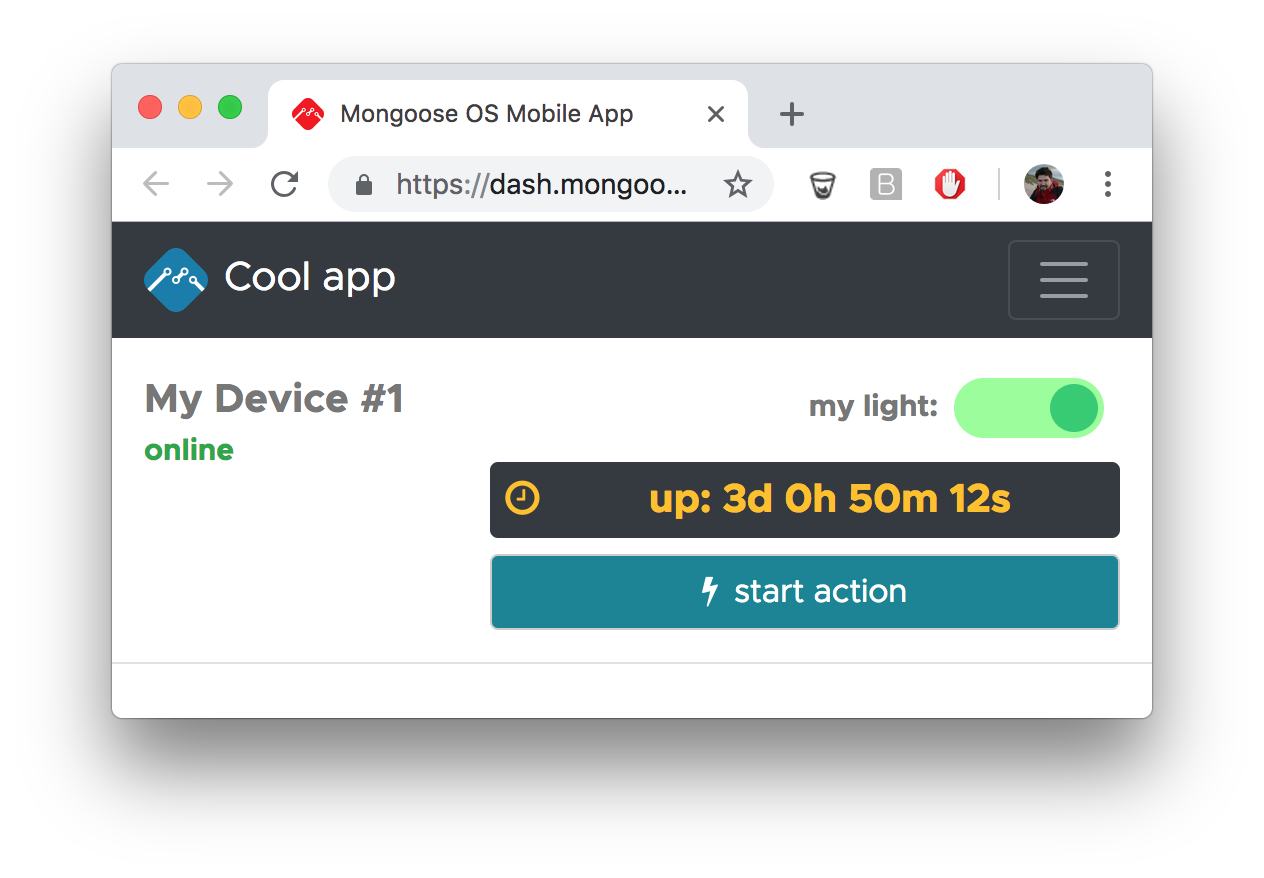 Mongoose OS Mobile App
https://dash.mongoo...
B
Cool app
My Device #1
my light:
online
up: 3d 0h 50m 12s
start action